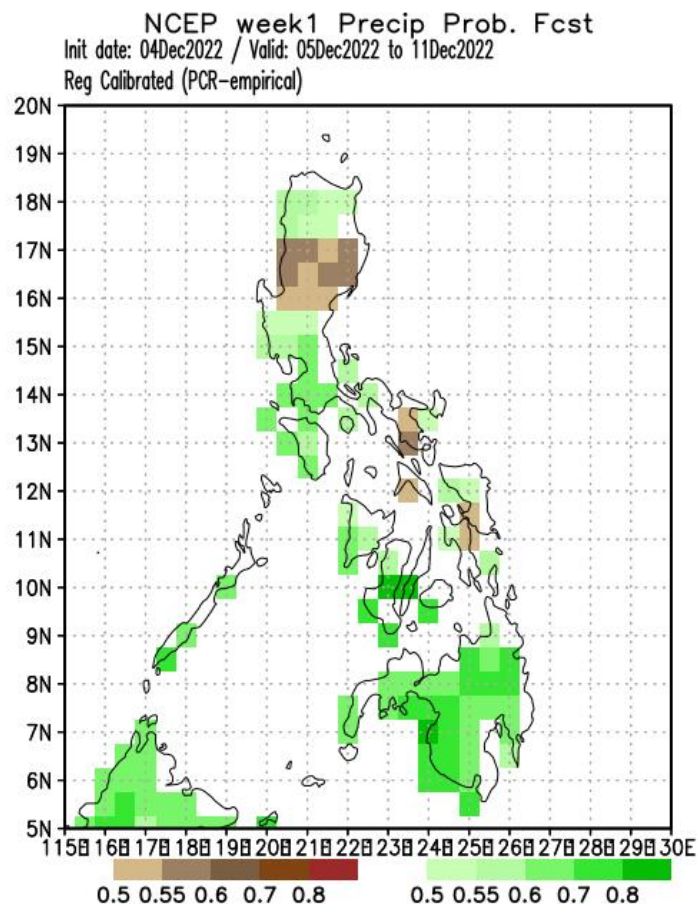 NCEP week1 Precip Prob. Fcst
Init date: 04Dec2022 / Valid: 05Dec2022 to 11Dec2022
Reg Calibrated (PCR-empirical)
20N
19N
18N
17N
16N
15N
14N
13N
12N
11N
10N
9N
8N
7N
6N
5N
115E 116E 117E 118E 119E 120E 121E 122E 123E 124E 125E 126E 127E 128E 129E 130E
0.5 0.55 0.6 0.7 0.8 0.5 0.55 0.6 0.7 0.8